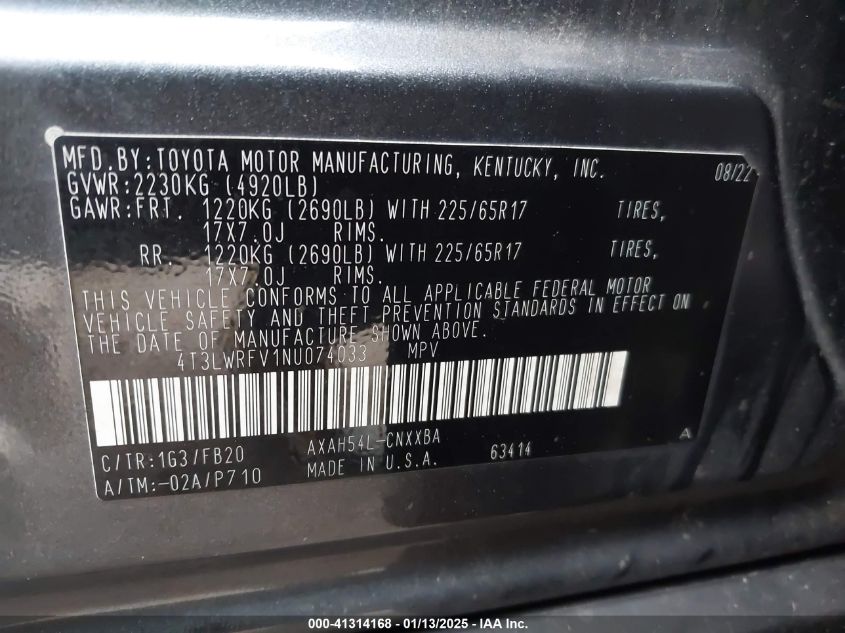 MFD.BY:TOYOTA MOTOR MANUFACTURING, KENTUCKY, INC. 08/22
GVWR:2230KG (4920LB)
GAWR:FRT. 1220KG (2690LB) WITH 225/65R17 TIRES,
17X7.0J RIMS.
RR. 1220KG (2690LB) WITH 225/65R17 TIRES,
17X7.0J RIMS.
THIS VEHICLE CONFORMS TO ALL APPLICABLE FEDERAL MOTOR
VEHICLE SAFETY AND THEFT PREVENTION STANDARDS IN EFFECT ON
THE DATE OF MANUFACTURE SHOWN ABOVE.
4T3LWRFV1NU074033 MPV
C/TR:1G3/FB20 AXAH54L-CNXXBA A
A/TM:-02A/P710 MADE IN U.S.A. 63414
000-41314168 — 01/13/2025 — IAA Inc.